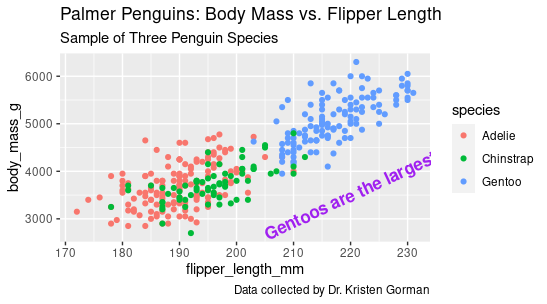 Palmer Penguins: Body Mass vs. Flipper Length
Sample of Three Penguin Species
body_mass_g
6000
5000
4000
3000
170
180
190
200
210
220
230
flipper_length_mm
Gentoos are the larges
species
Adelie
Chinstrap
Gentoo
Data collected by Dr. Kristen Gorman